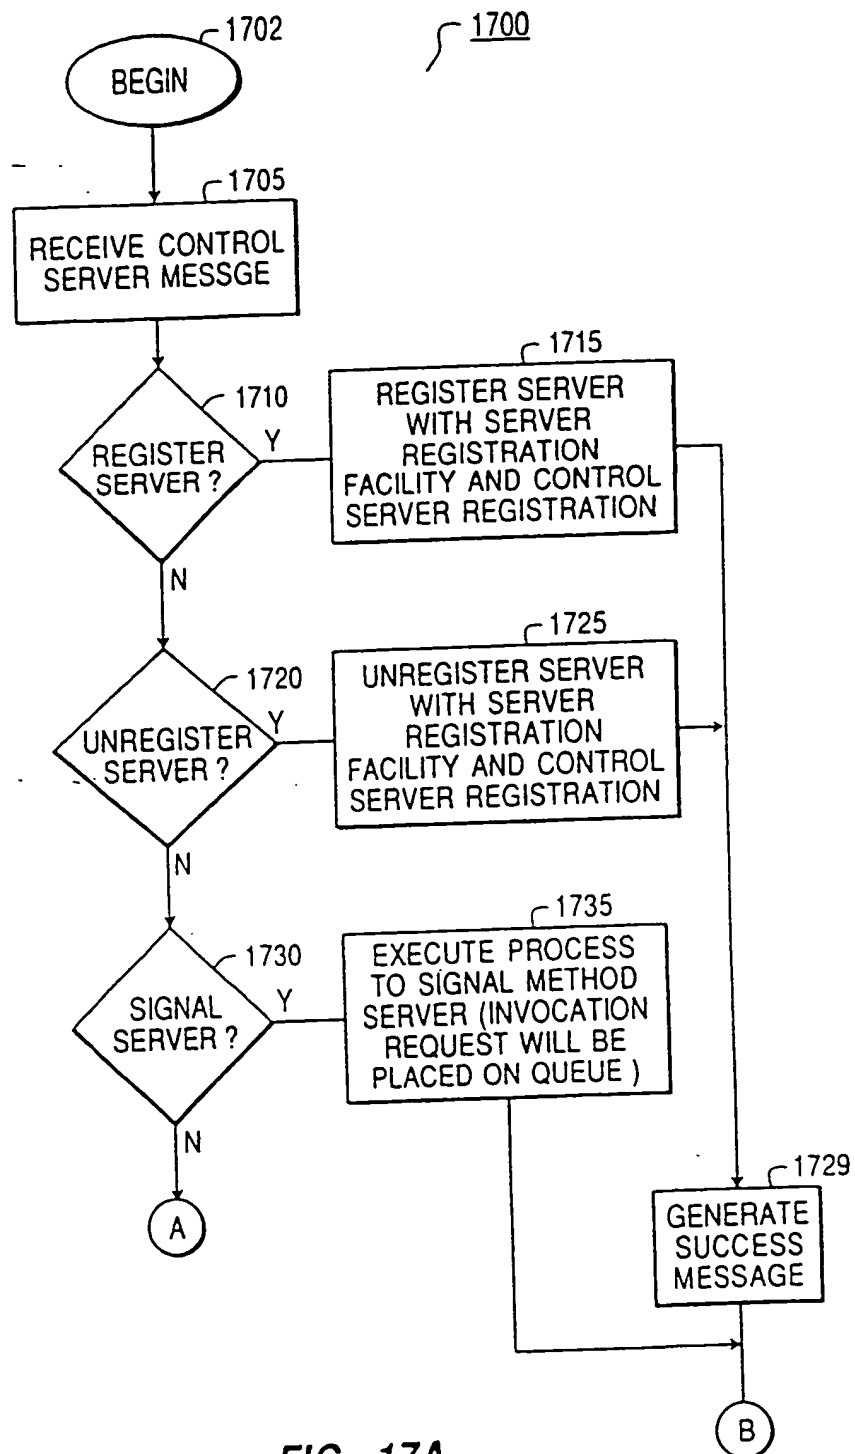 1702
1700
BEGIN
1705
RECEIVE CONTROL
SERVER MESSGE
1710
REGISTER
SERVER ?
Y
N
1715
REGISTER SERVER
WITH SERVER
REGISTRATION
FACILITY AND CONTROL
SERVER REGISTRATION
1720
UNREGISTER
SERVER ?
Y
N
1725
UNREGISTER SERVER
WITH SERVER
REGISTRATION
FACILITY AND CONTROL
SERVER REGISTRATION
1730
SIGNAL
SERVER ?
Y
N
1735
EXECUTE PROCESS
TO SIGNAL METHOD
SERVER (INVOCATION
REQUEST WILL BE
PLACED ON QUEUE )
A
1729
GENERATE
SUCCESS
MESSAGE
B
FIG. 17A